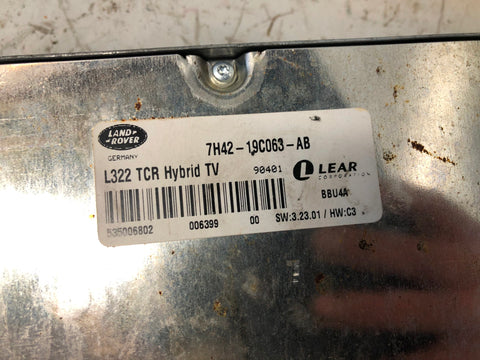 LAND ROVER
GERMANY
7H42-19C063-AB
L322 TCR Hybrid TV 90401
LEAR
CORPORATION
BBU4A
535006802 006399 00 SW:3.23.01 / HW:C3